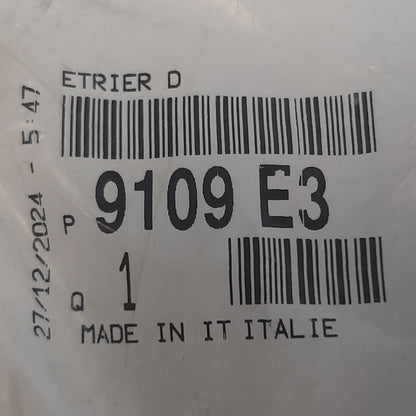 ETRIER D
P 9109 E3
Q 1
MADE IN IT ITALIE
27/12/2024 - 5:47